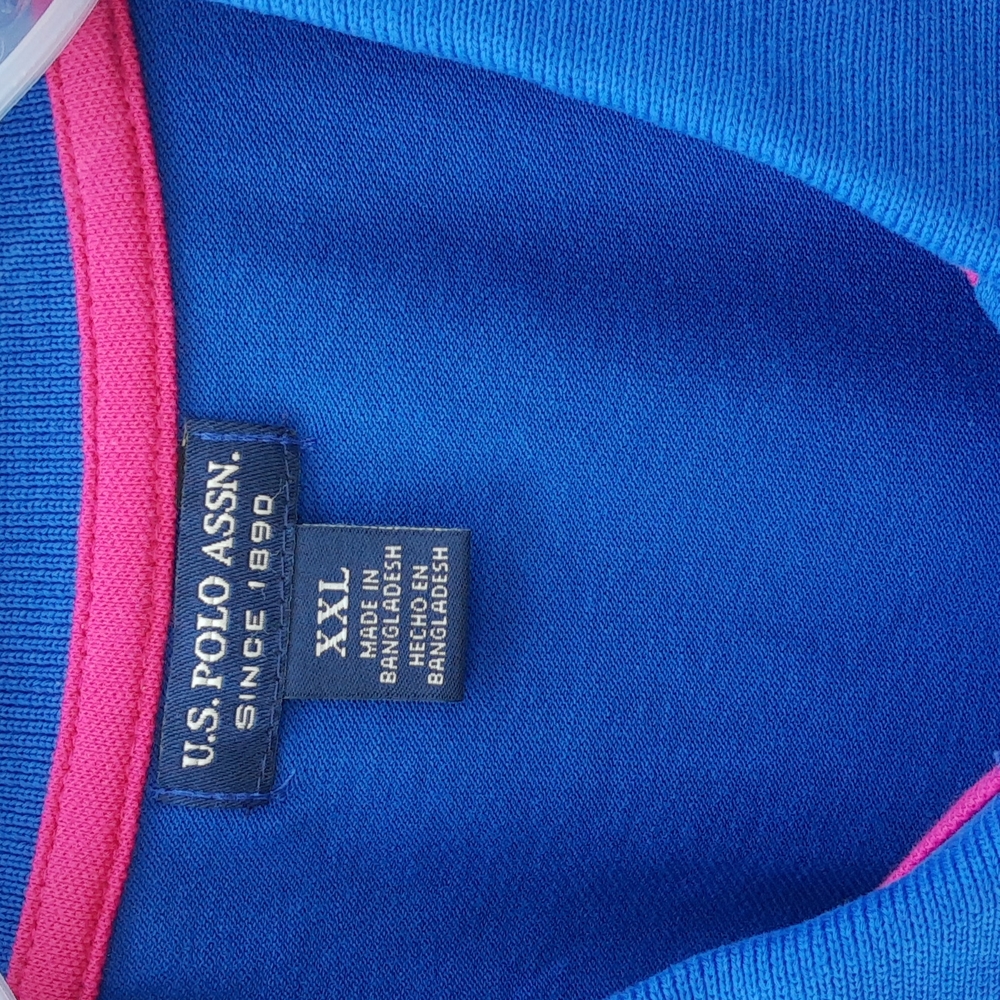 U.S. POLO ASSN.
SINCE 1890
XXL
MADE IN
BANGLADESH
HECHO EN
BANGLADESH